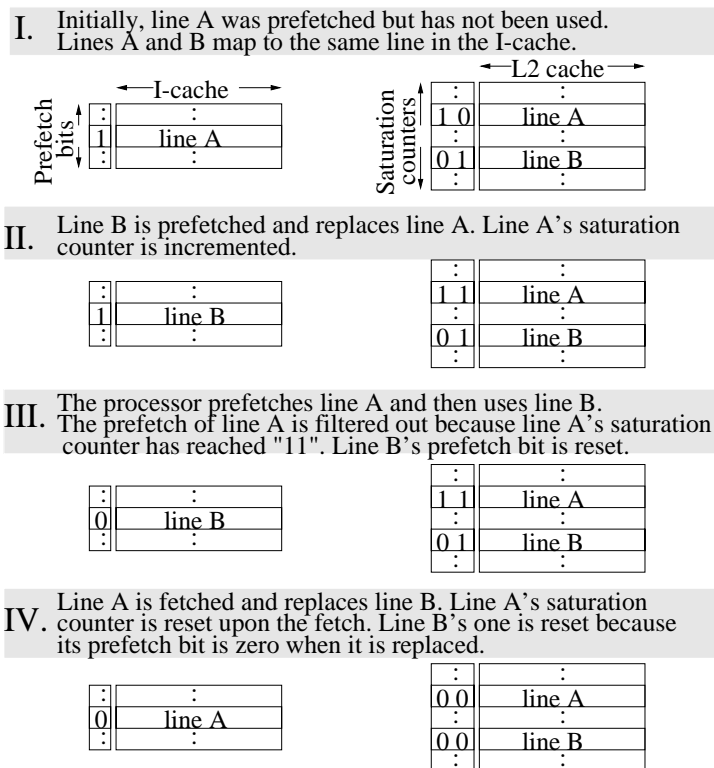 I. Initially, line A was prefetched but has not been used.
Lines A and B map to the same line in the I-cache.
I-cache
L2 cache
Prefetch
bits
Saturation
counters
:
:
1
line A
:
:
:
:
1 0
line A
:
:
0 1
line B
:
:
II. Line B is prefetched and replaces line A. Line A's saturation
counter is incremented.
:
:
1
line B
:
:
:
:
1 1
line A
:
:
0 1
line B
:
:
III. The processor prefetches line A and then uses line B.
The prefetch of line A is filtered out because line A's saturation
counter has reached "11". Line B's prefetch bit is reset.
:
:
0
line B
:
:
:
:
1 1
line A
:
:
0 1
line B
:
:
IV. Line A is fetched and replaces line B. Line A's saturation
counter is reset upon the fetch. Line B's one is reset because
its prefetch bit is zero when it is replaced.
:
:
0
line A
:
:
:
:
0 0
line A
:
:
0 0
line B
:
: